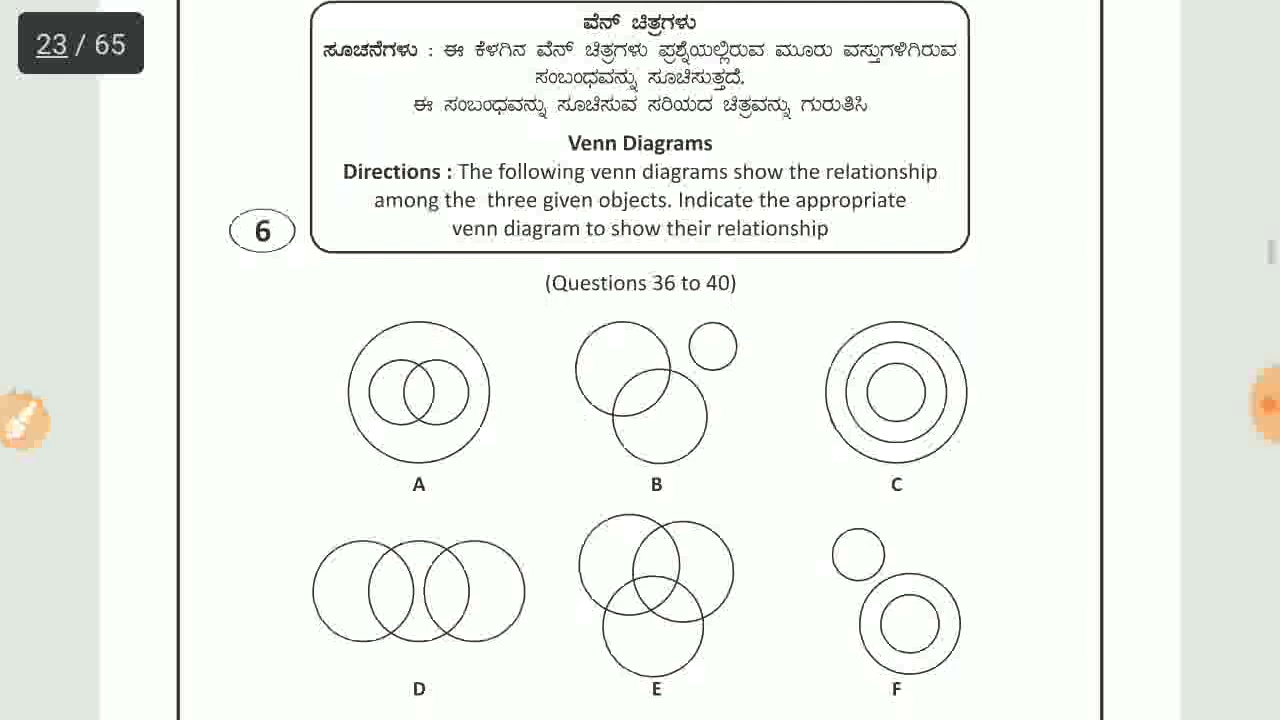 23 / 65
ವೆನ್ ಚಿತ್ರಗಳು
ಸೂಚನೆಗಳು : ಈ ಕೆಳಗಿನ ವೆನ್ ಚಿತ್ರಗಳು ಪ್ರಶ್ನೆಯಲ್ಲಿರುವ ಮೂರು ವಸ್ತುಗಳಿಗಿರುವ
ಸಂಬಂಧವನ್ನು ಸೂಚಿಸುತ್ತದೆ.
ಈ ಸಂಬಂಧವನ್ನು ಸೂಚಿಸುವ ಸರಿಯದ ಚಿತ್ರವನ್ನು ಗುರುತಿಸಿ
Venn Diagrams
Directions : The following venn diagrams show the relationship
among the three given objects. Indicate the appropriate
venn diagram to show their relationship
6
(Questions 36 to 40)
A B C
D E F